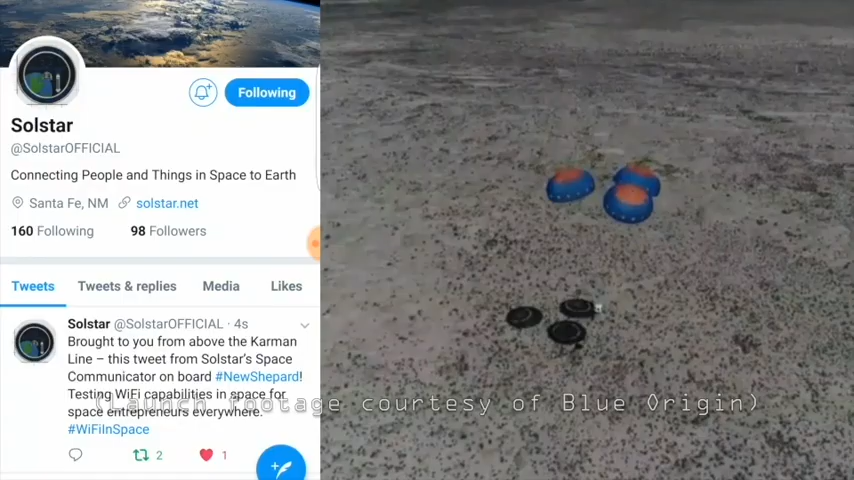 Following
Solstar
@SolstarOFFICIAL
Connecting People and Things in Space to Earth
Santa Fe, NM solstar.net
160 Following 98 Followers
Tweets Tweets & replies Media Likes
Solstar @SolstarOFFICIAL · 4s
Brought to you from above the Karman
Line – this tweet from Solstar's Space
Communicator on board #NewShepard!
Testing WiFi capabilities in space for
space entrepreneurs everywhere.
#WiFiInSpace
2 1
(Launch footage courtesy of Blue Origin)